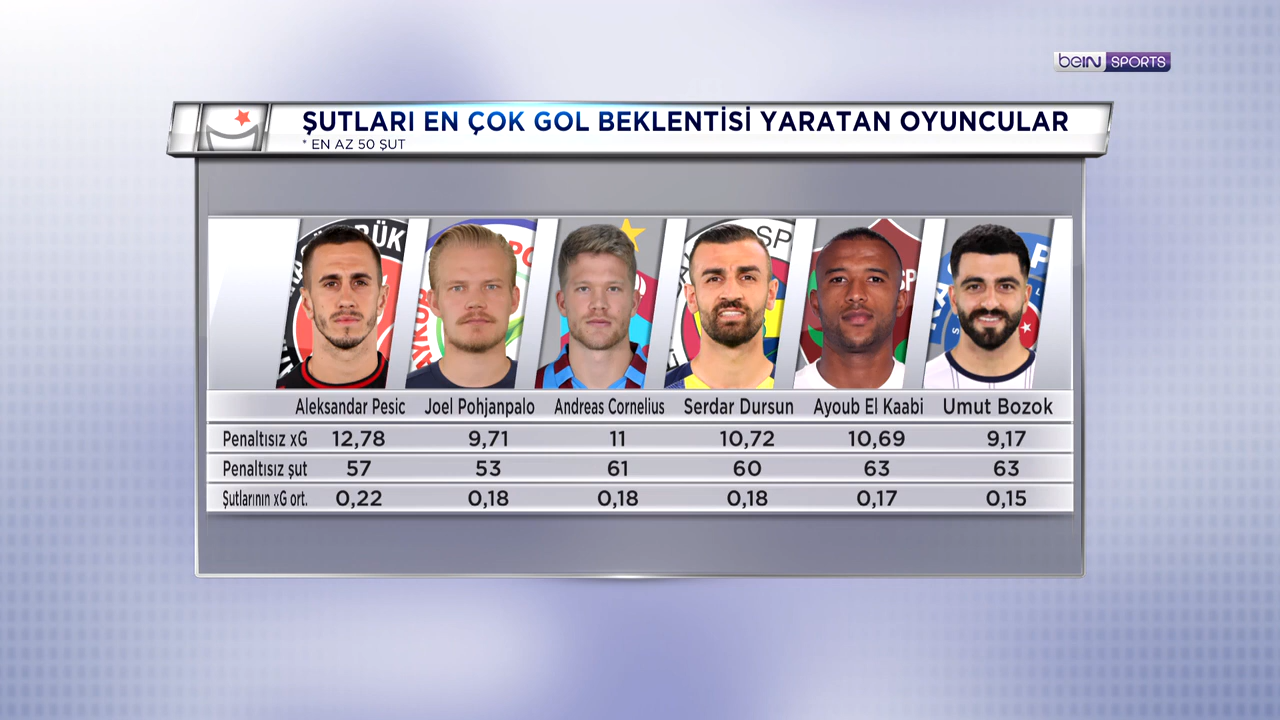 beIN SPORTS
ŞUTLARI EN ÇOK GOL BEKLENTİSİ YARATAN OYUNCULAR
* EN AZ 50 ŞUT
Aleksandar Pesic Joel Pohjanpalo Andreas Cornelius Serdar Dursun Ayoub El Kaabi Umut Bozok
Penaltısız xG 12,78 9,71 11 10,72 10,69 9,17
Penaltısız şut 57 53 61 60 63 63
Şutlarının xG ort. 0,22 0,18 0,18 0,18 0,17 0,15